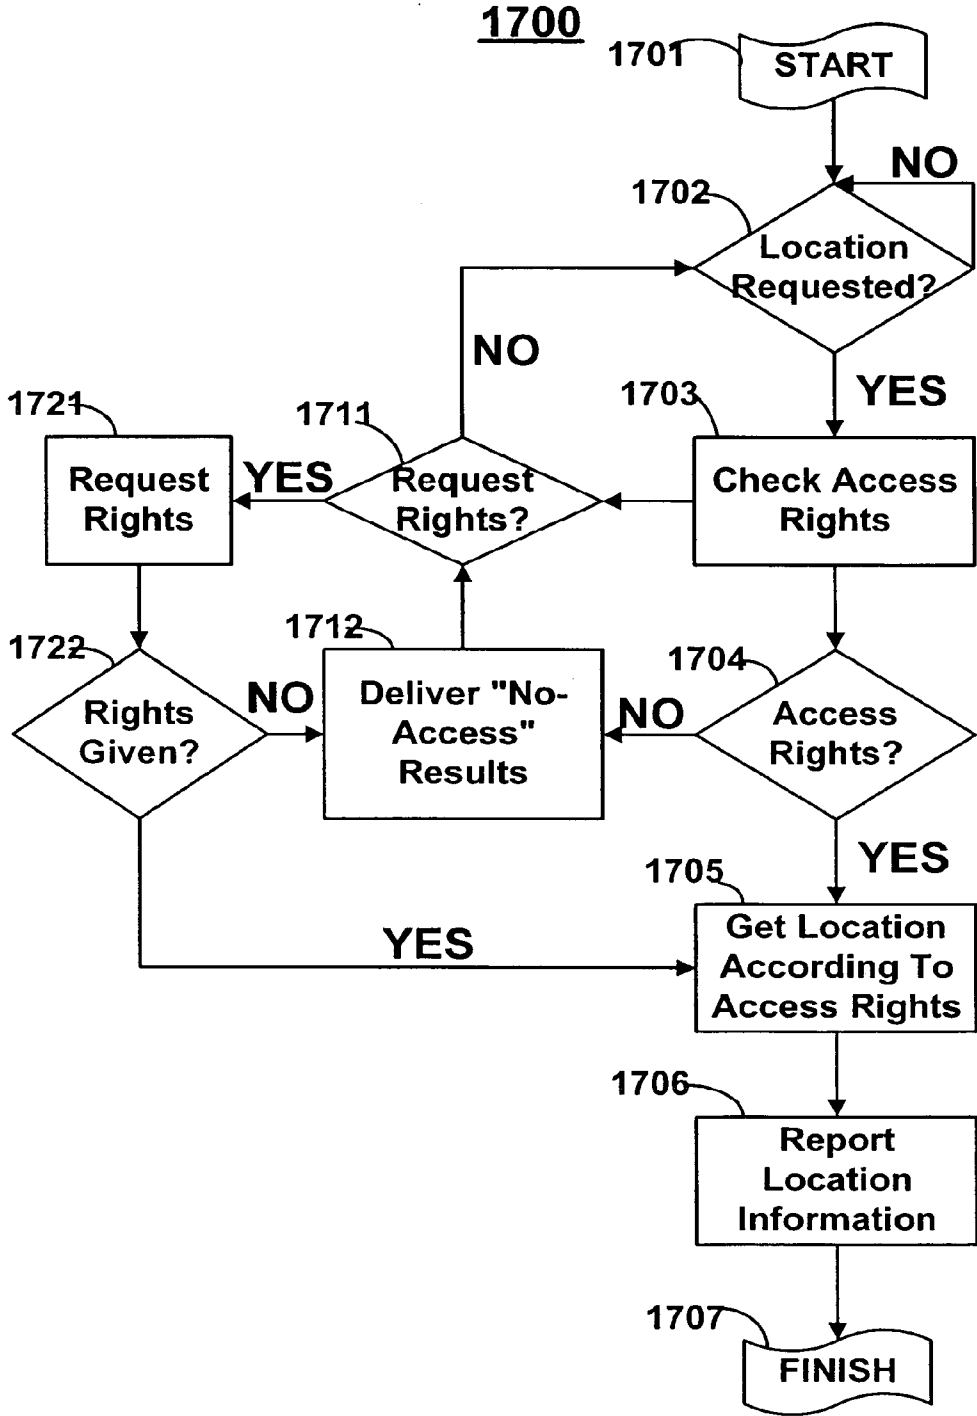 1700
1701
START
NO
1702
Location
Requested?
NO
YES
1721
1711
1703
Request
Rights
YES
Request
Rights?
Check Access
Rights
1722
1712
1704
Rights
Given?
NO
Deliver "No-
Access"
Results
NO
Access
Rights?
YES
1705
YES
Get Location
According To
Access Rights
1706
Report
Location
Information
1707
FINISH